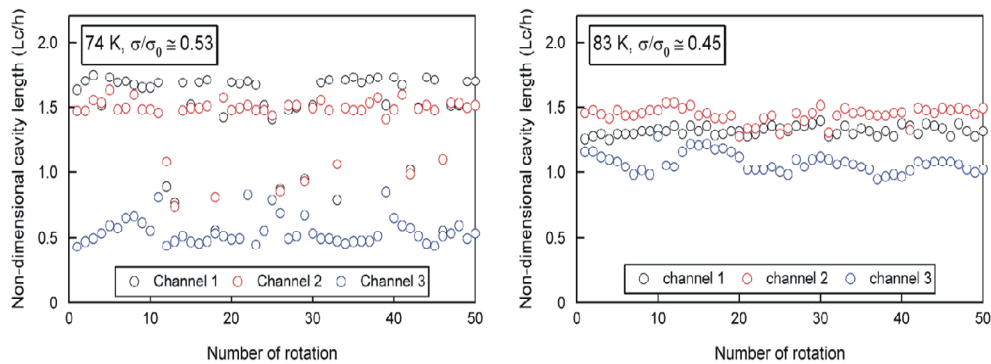 Non-dimensional cavity length (Lc/h)
2.0
1.5
1.0
0.5
0
74 K, σ/σ0 ≅ 0.53
Channel 1 Channel 2 Channel 3
0 10 20 30 40 50
Number of rotation
Non-dimensional cavity length (Lc/h)
2.0
1.5
1.0
0.5
0
83 K, σ/σ0 ≅ 0.45
channel 1 channel 2 channel 3
0 10 20 30 40 50
Number of rotation